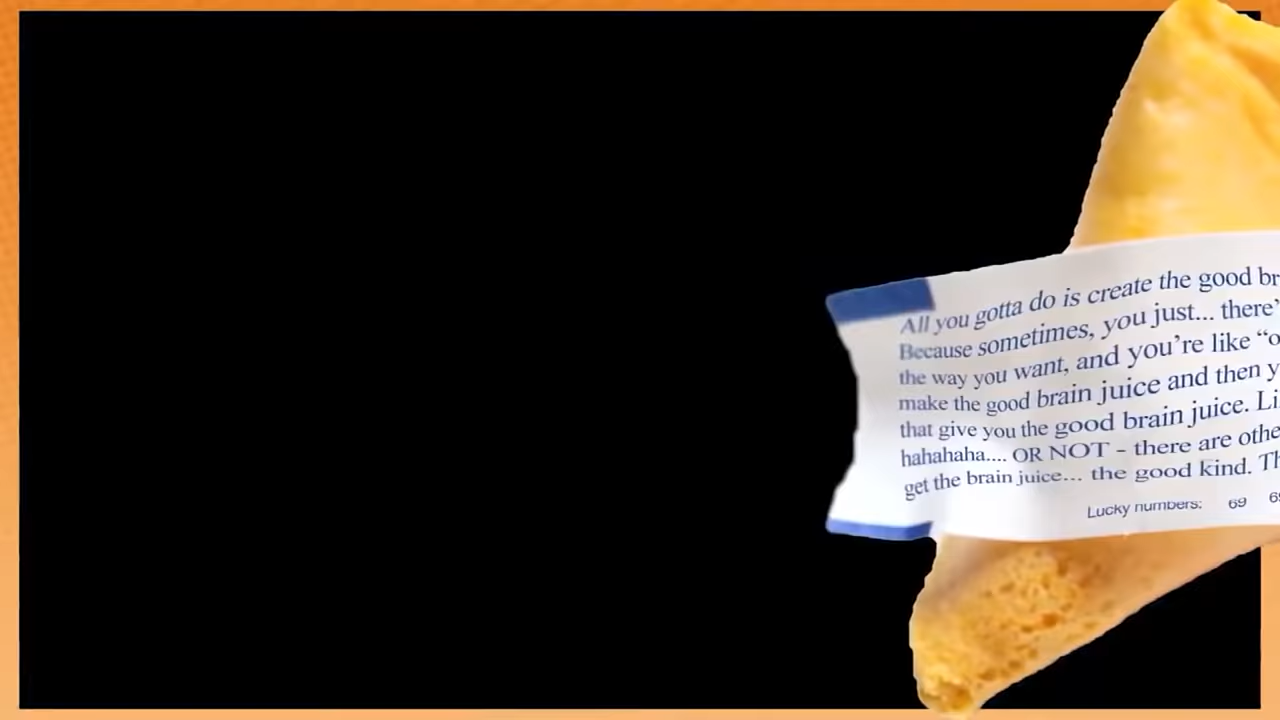 All you gotta do is create the good br
Because sometimes, you just... there'
the way you want, and you're like “o
make the good brain juice and then y
that give you the good brain juice. Li
hahahaha.... OR NOT – there are othe
get the brain juice... the good kind. Th
Lucky numbers: 69 69